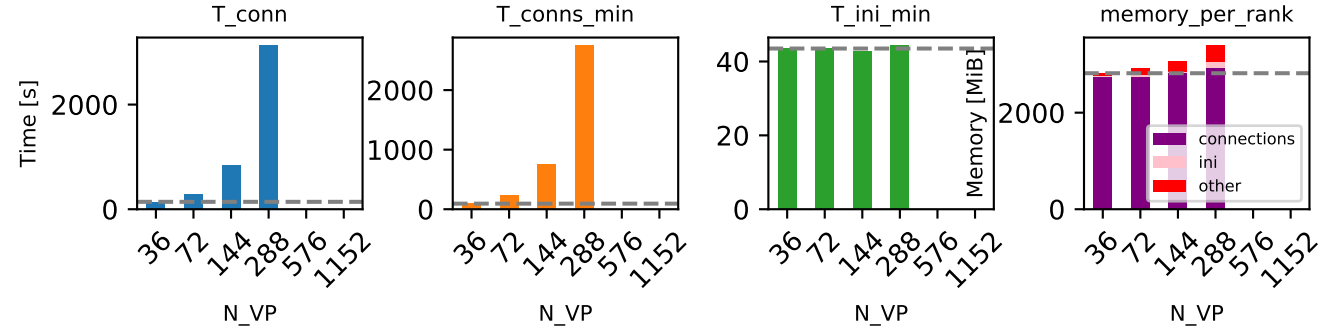 T_conn
Time [s]
2000
0
36
72
144
288
576
1152
N_VP
T_conns_min
2000
1000
0
36
72
144
288
576
1152
N_VP
T_ini_min
40
20
0
36
72
144
288
576
1152
N_VP
memory_per_rank
Memory [MiB]
2000
0
connections
ini
other
36
72
144
288
576
1152
N_VP